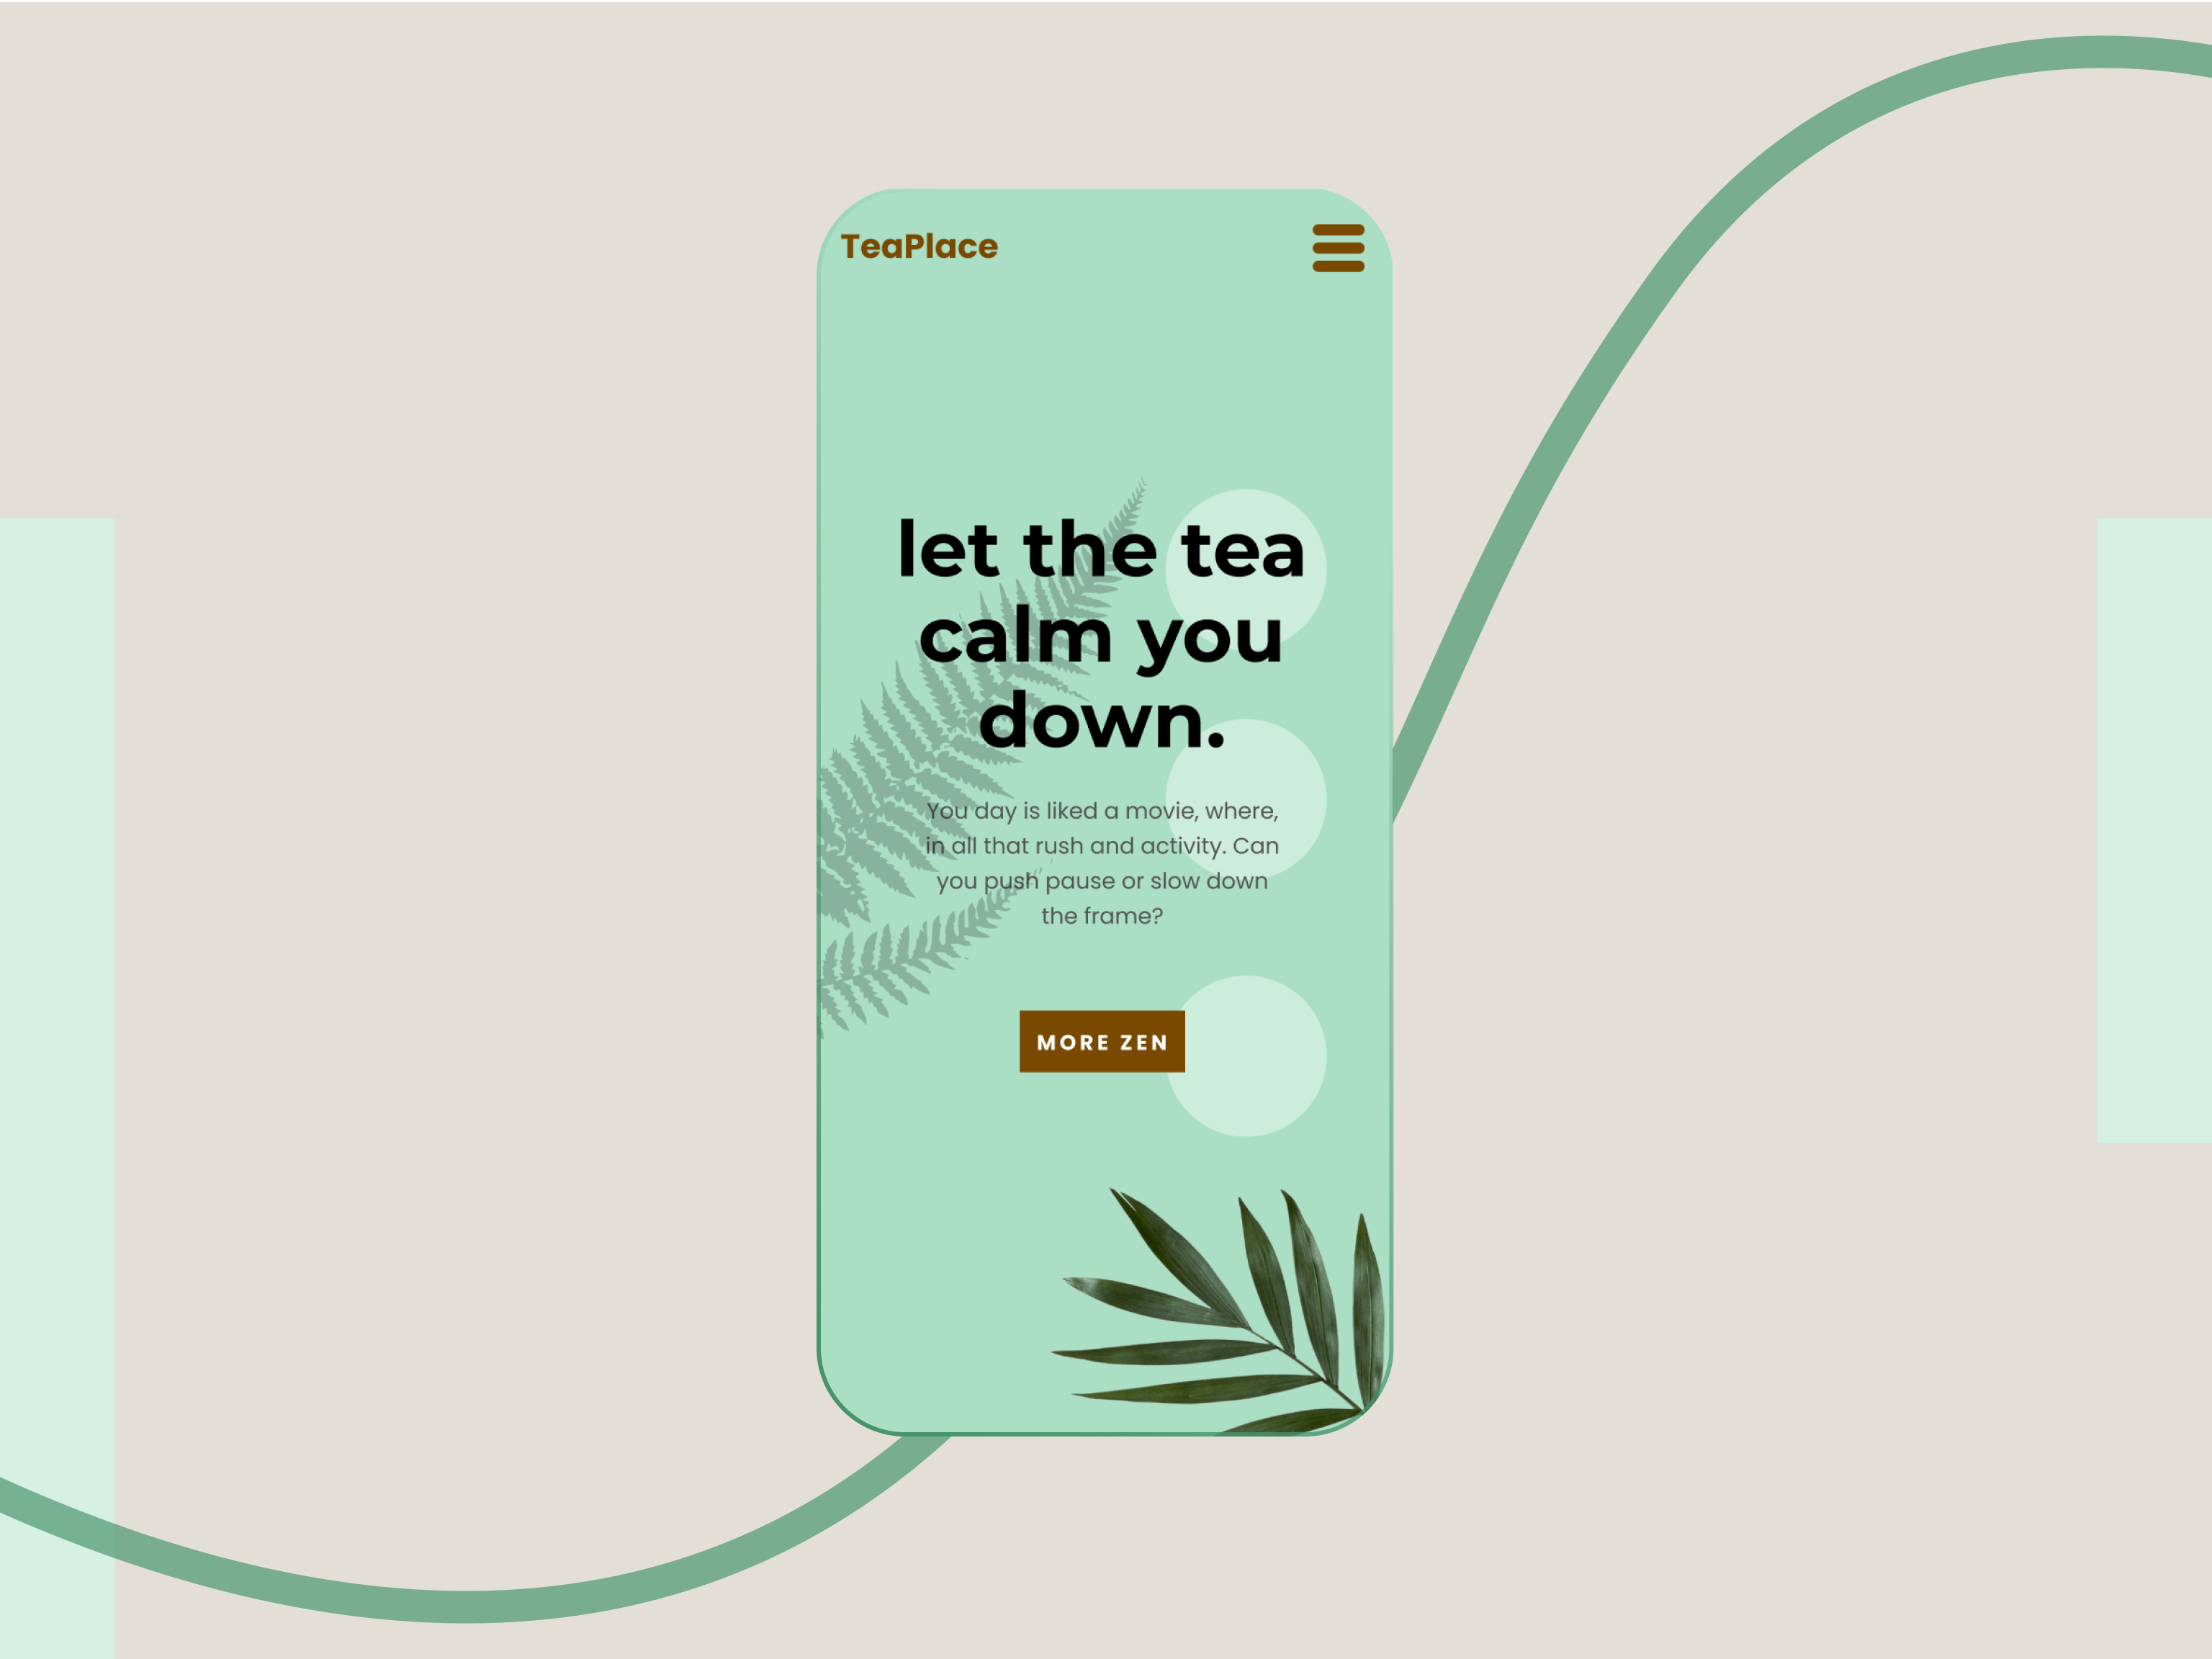 TeaPlace
let the tea
calm you
down.
You day is liked a movie, where,
in all that rush and activity. Can
you push pause or slow down
the frame?
MORE ZEN